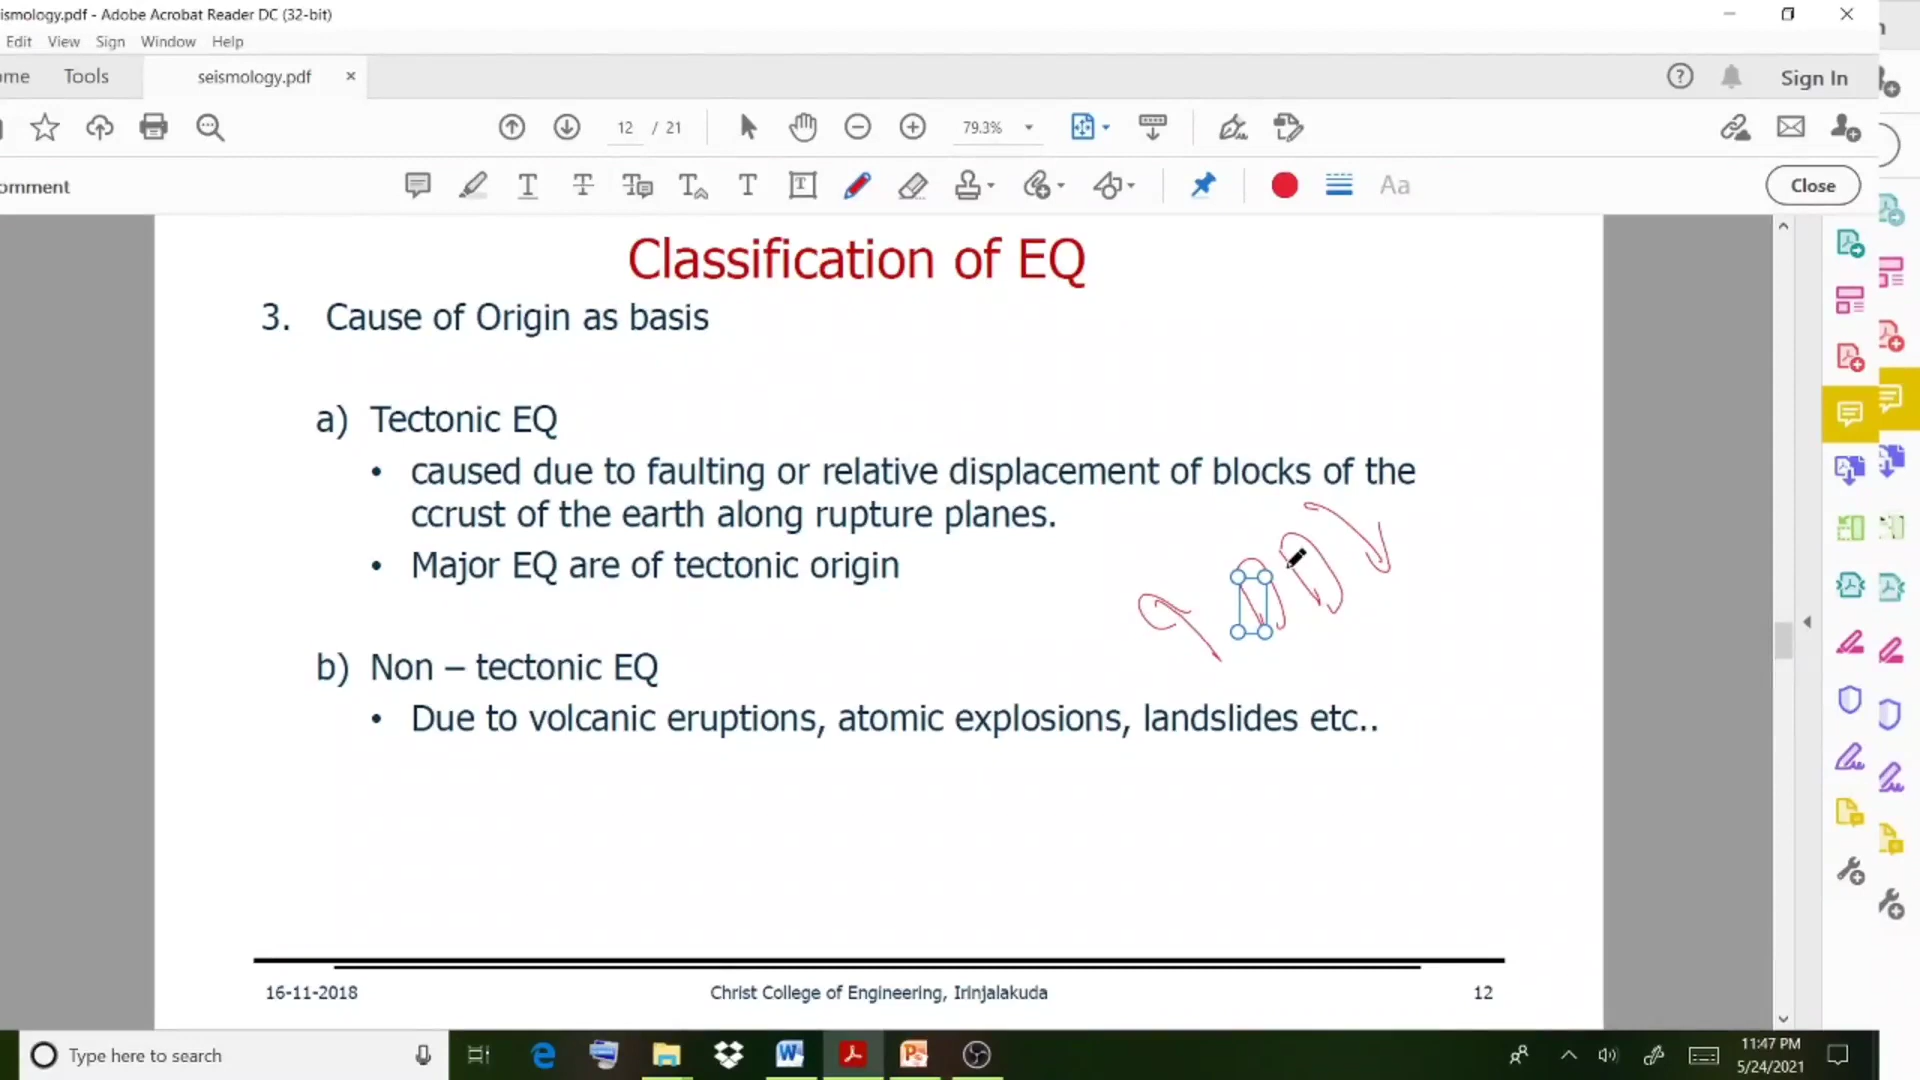 ismology.pdf - Adobe Acrobat Reader DC (32-bit)
Edit View Sign Window Help
ome Tools seismology.pdf Sign In
12 / 21 79.3%
omment Close
Classification of EQ
3. Cause of Origin as basis
a) Tectonic EQ
• caused due to faulting or relative displacement of blocks of the
ccrust of the earth along rupture planes.
• Major EQ are of tectonic origin
b) Non – tectonic EQ
• Due to volcanic eruptions, atomic explosions, landslides etc..
16-11-2018 Christ College of Engineering, Irinjalakuda 12
Type here to search
11:47 PM
5/24/2021